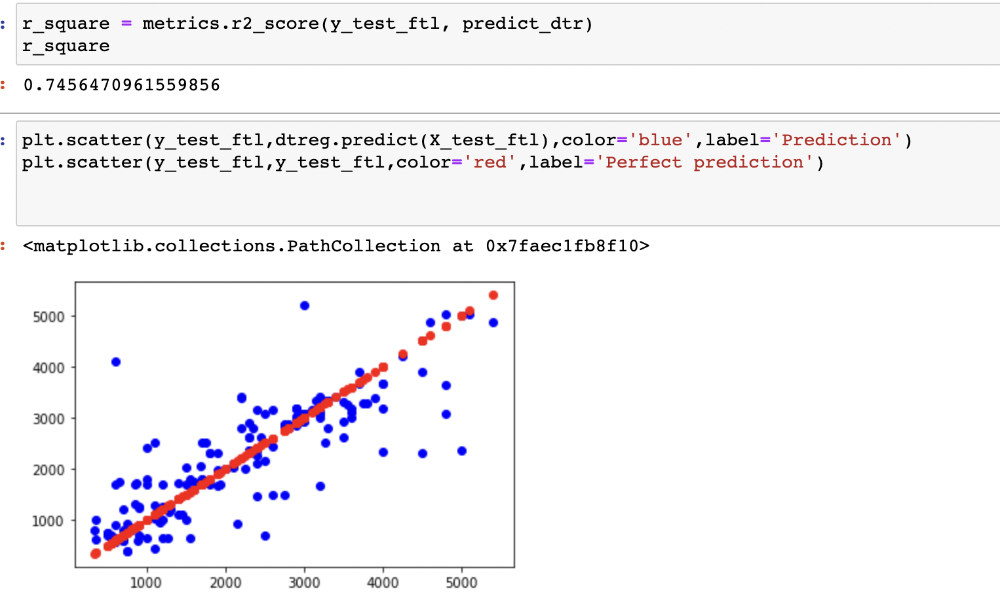 : r_square = metrics.r2_score(y_test_ftl, predict_dtr)
r_square
: 0.7456470961559856
: plt.scatter(y_test_ftl,dtreg.predict(X_test_ftl),color='blue',label='Prediction')
plt.scatter(y_test_ftl,y_test_ftl,color='red',label='Perfect prediction')
: <matplotlib.collections.PathCollection at 0x7faec1fb8f10>
5000
4000
3000
2000
1000
1000 2000 3000 4000 5000